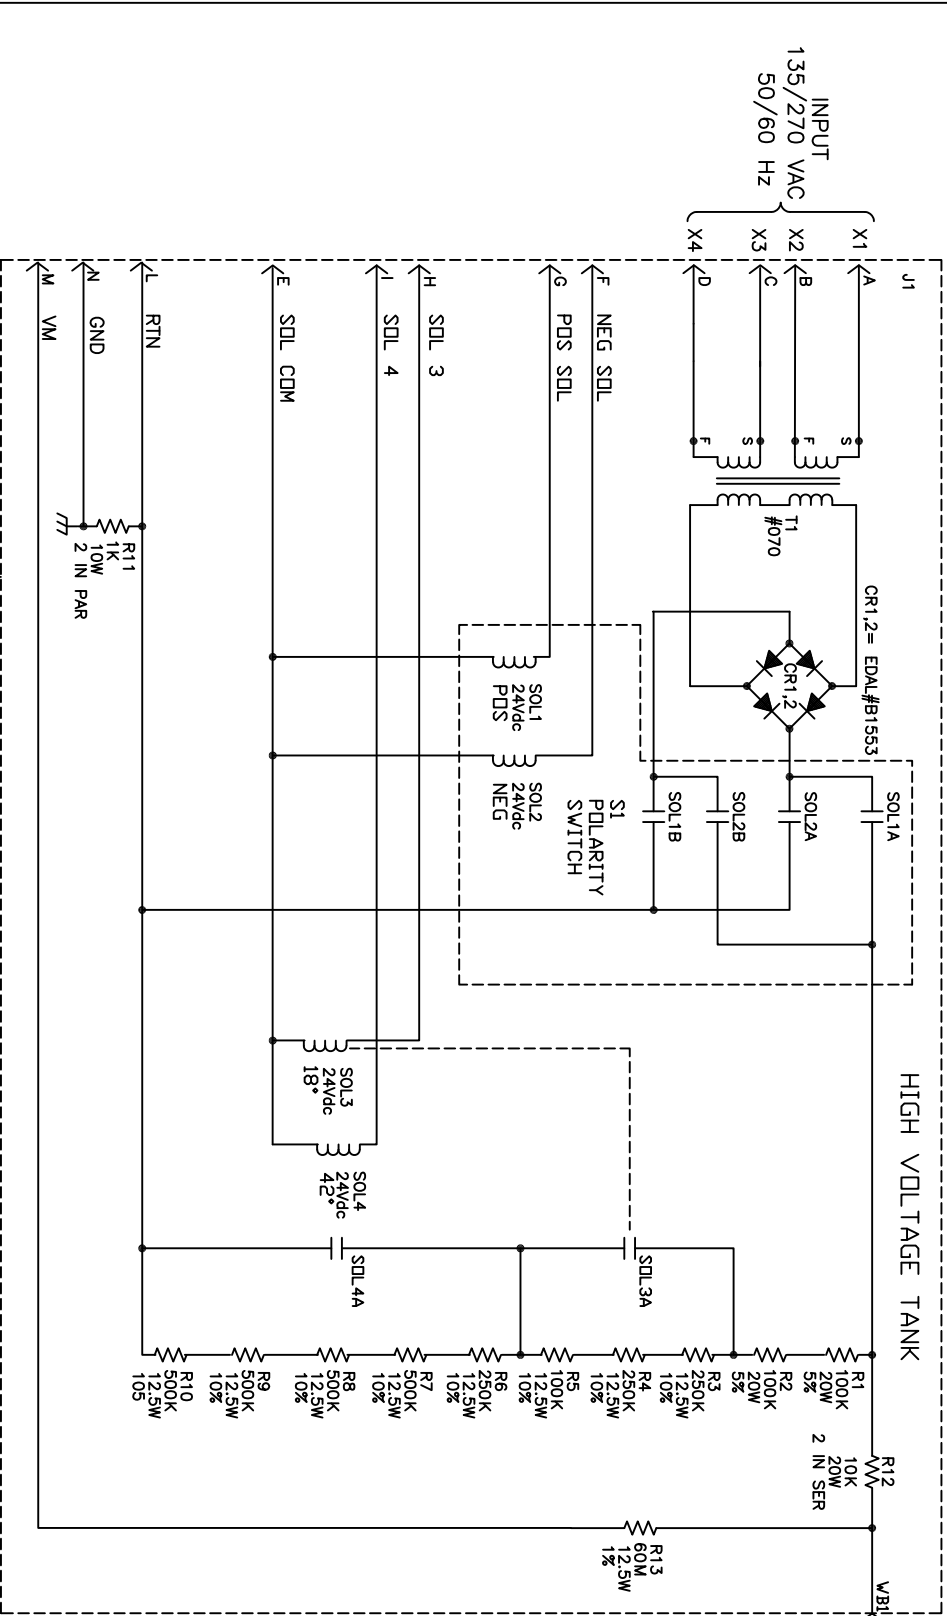 INPUT
135/270 VAC
50/60 Hz
X1
X2
X3
X4
J1
A
B
C
D
F
G
H
I
E
L
N
M
NEG SOL
POS SOL
SOL 3
SOL 4
SOL COM
RTN
GND
VM
S
F
S
F
T1
#070
CR1,2= EDAL#B1553
CR1,2
R11
1K
10W
2 IN PAR
SOL1
24Vdc
POS
SOL2
24Vdc
NEG
S1
POLARITY
SWITCH
SOL1A
SOL2A
SOL2B
SOL1B
HIGH VOLTAGE TANK
SOL3
24Vdc
18°
SOL4
24Vdc
42°
SOL3A
SOL4A
R1
100K
20W
5%
R2
100K
20W
5%
R3
250K
12.5W
10%
R4
250K
12.5W
10%
R5
100K
12.5W
10%
R6
250K
12.5W
10%
R7
500K
12.5W
10%
R8
500K
12.5W
10%
R9
500K
12.5W
10%
R10
500K
12.5W
105
R12
10K
20W
2 IN SER
R13
60M
12.5W
1%
WB1